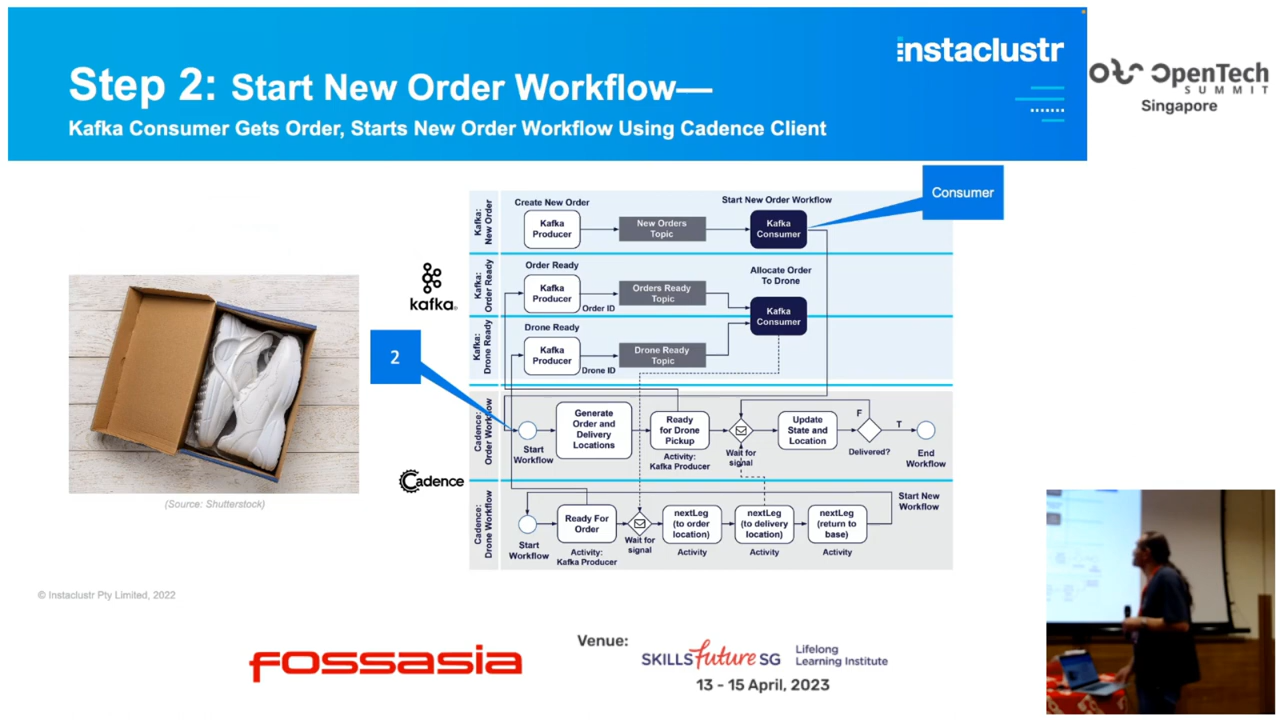 instaclustr
OpenTech
SUMMIT
Singapore
Step 2: Start New Order Workflow—
Kafka Consumer Gets Order, Starts New Order Workflow Using Cadence Client
Consumer
Kafka:
New Order
Create New Order
Start New Order Workflow
Kafka
Producer
New Orders
Topic
Kafka
Consumer
kafka®
Kafka:
Order Ready
Order Ready
Kafka
Producer
Order ID
Orders Ready
Topic
Allocate Order
To Drone
Kafka
Consumer
Kafka:
Drone Ready
Drone Ready
Kafka
Producer
Drone ID
Drone Ready
Topic
2
Cadence:
Order Workflow
Start
Workflow
Generate
Order and
Delivery
Locations
Ready
for Drone
Pickup
Activity:
Kafka Producer
Wait for
signal
Update
State and
Location
F
T
Delivered?
End
Workflow
Cadence
Cadence:
Drone Workflow
Start
Workflow
Ready For
Order
Activity:
Kafka Producer
Wait for
signal
nextLeg
(to order
location)
Activity
nextLeg
(to delivery
location)
Activity
nextLeg
(return to
base)
Activity
Start New
Workflow
(Source: Shutterstock)
© Instaclustr Pty Limited, 2022
FOSSASIA
Venue:
SKILLS future SG
Lifelong
Learning Institute
13 - 15 April, 2023